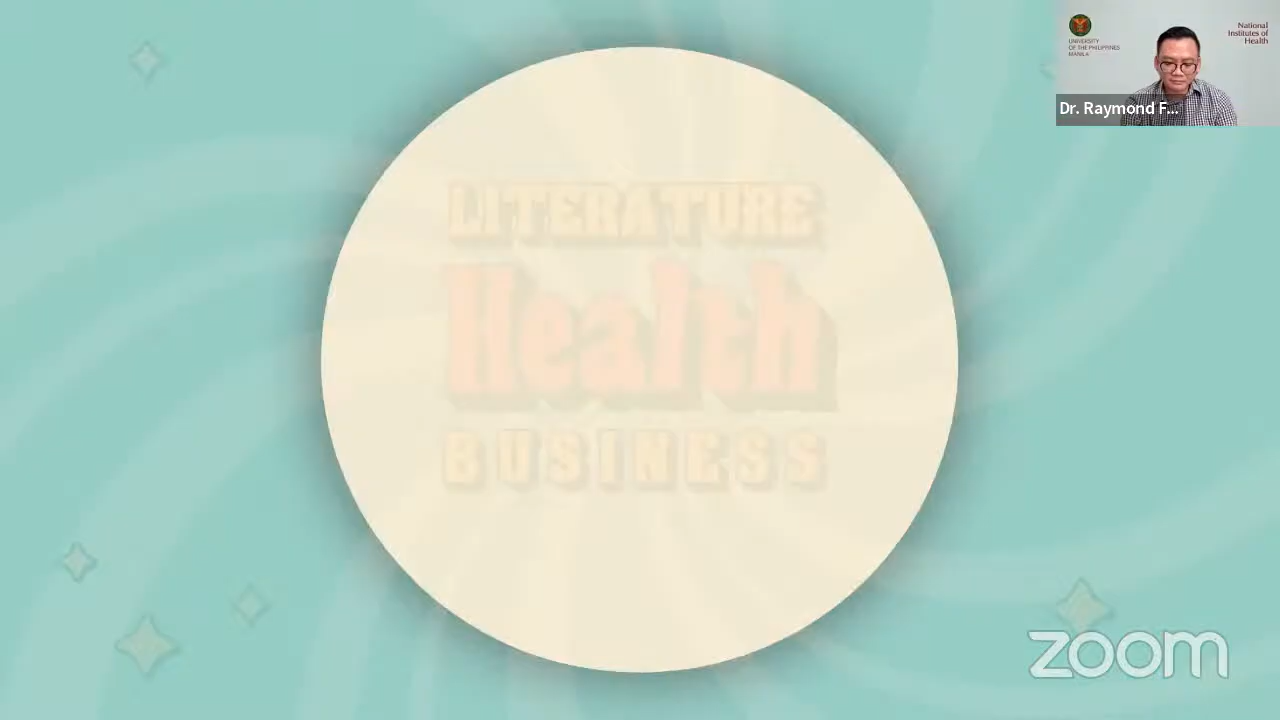 LITERATURE
Health
BUSINESS
UNIVERSITY
OF THE PHILIPPINES
MANILA
National
Institutes of
Health
Dr. Raymond F...
zoom